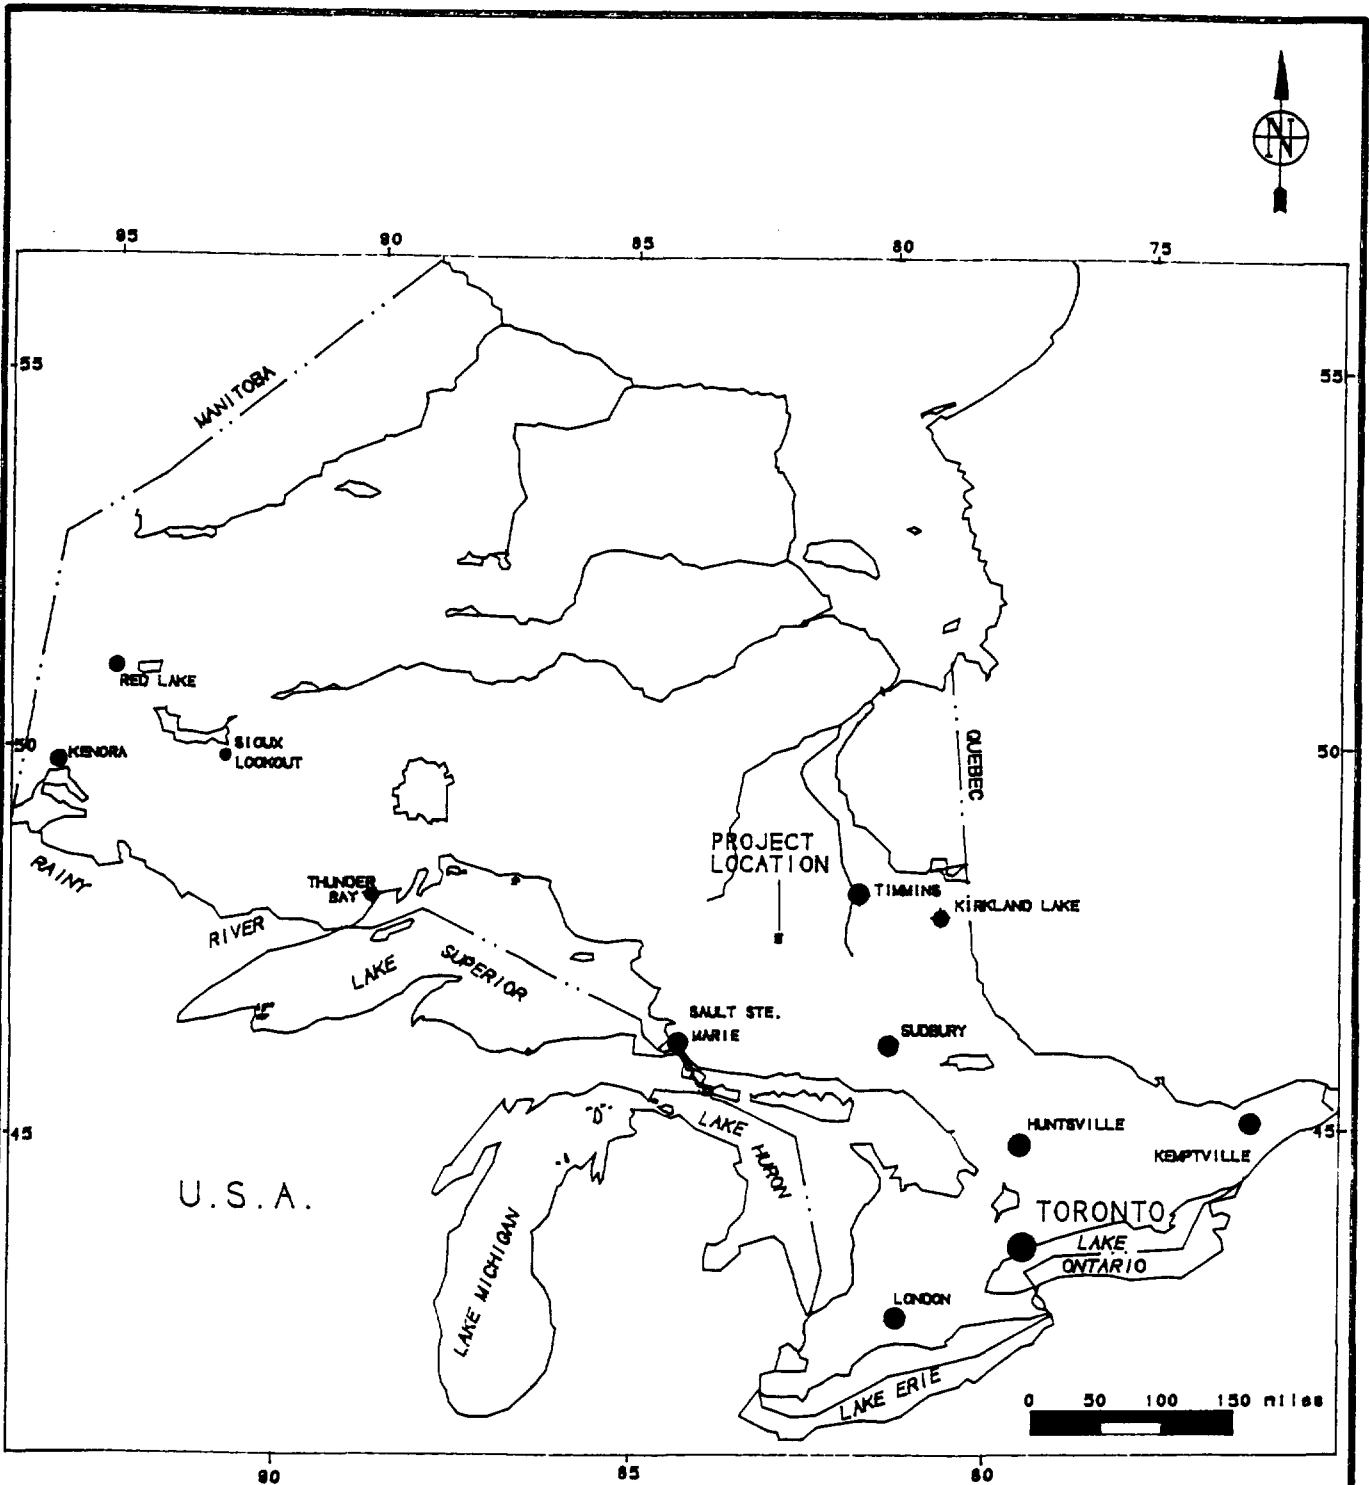 N
95 90 85 80 75
55 55
MANITOBA
RED LAKE
50 50
KENORA
SIOUX
LOOKOUT
QUEBEC
PROJECT
LOCATION
RAINY
RIVER
THUNDER
BAY
TIMMINS
KIRKLAND LAKE
LAKE SUPERIOR
SAULT STE.
MARIE
SUDBURY
45 45
LAKE HURON
HUNTSVILLE
KEMPTVILLE
U.S.A.
TORONTO
LAKE
ONTARIO
LAKE MICHIGAN
LONDON
LAKE ERIE
0 50 100 150 miles
90 85 80